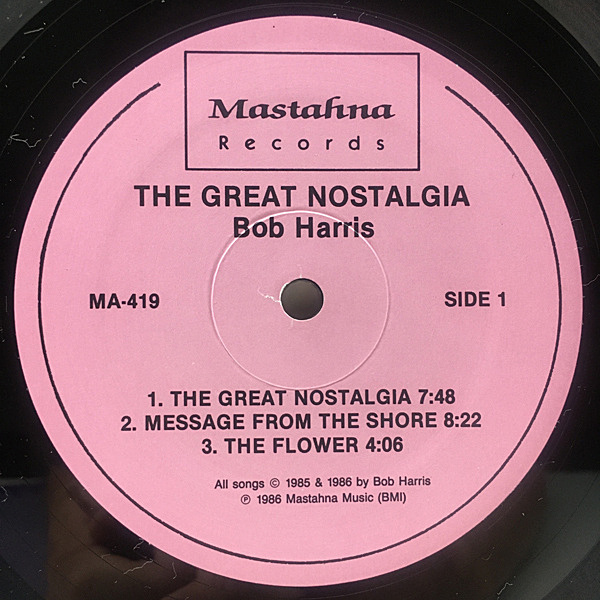 Mastahna
Records
THE GREAT NOSTALGIA
Bob Harris
MA-419
SIDE 1
1. THE GREAT NOSTALGIA 7:48
2. MESSAGE FROM THE SHORE 8:22
3. THE FLOWER 4:06
All songs © 1985 & 1986 by Bob Harris
℗ 1986 Mastahna Music (BMI)